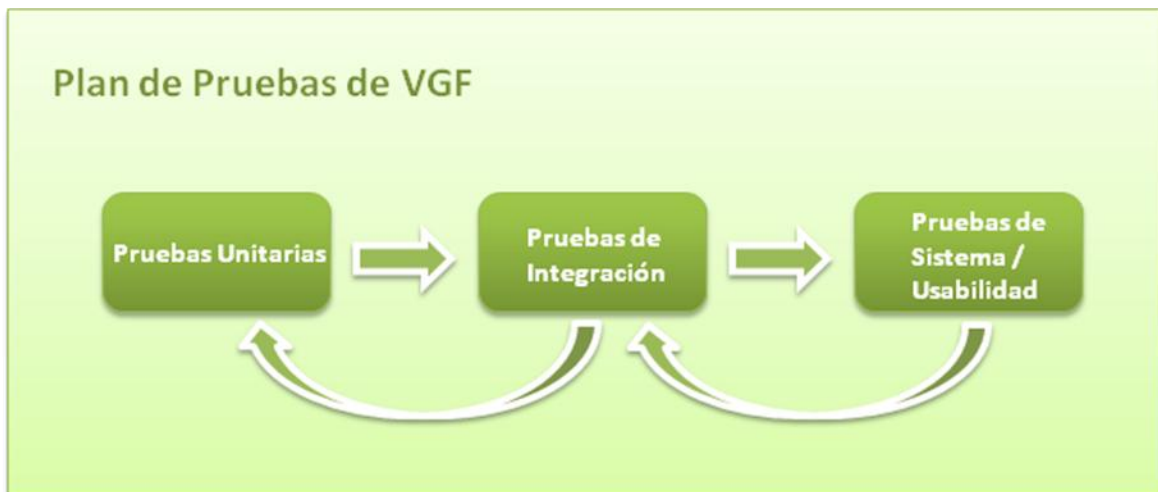 Plan de Pruebas de VGF
Pruebas Unitarias
Pruebas de
Integración
Pruebas de
Sistema /
Usabilidad